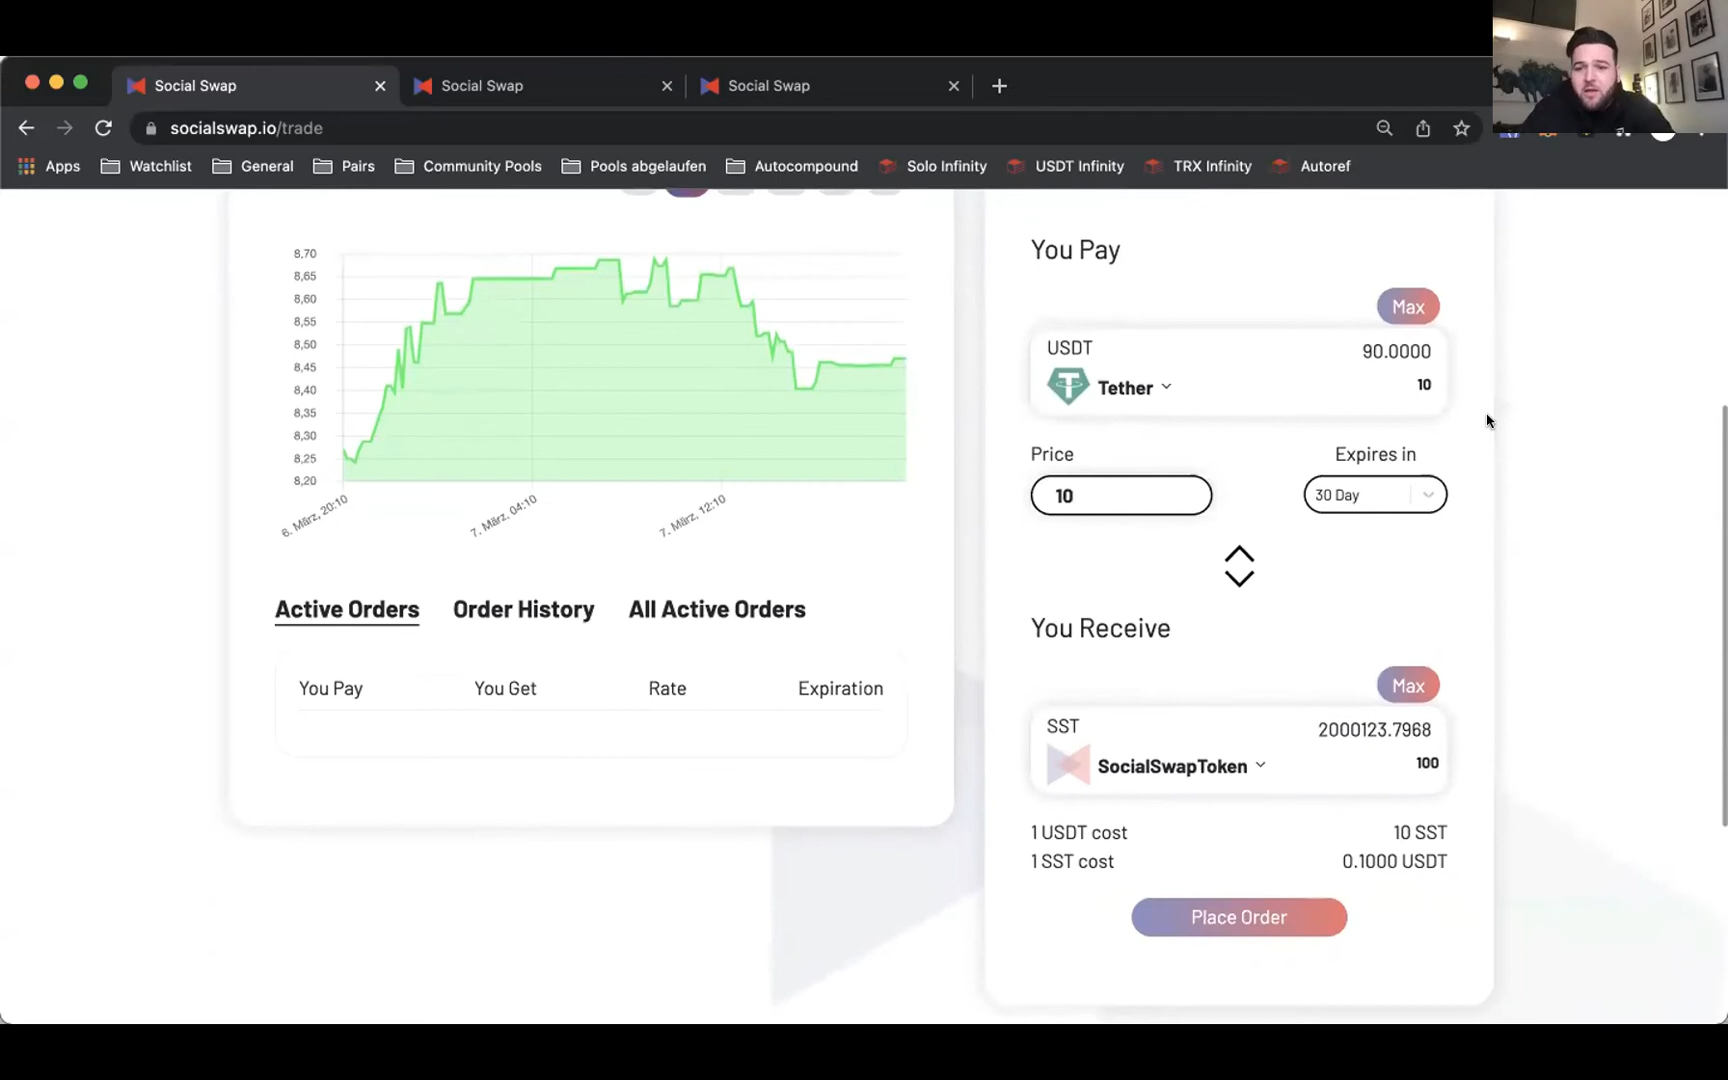 Social Swap
Social Swap
Social Swap
socialswap.io/trade
Apps
Watchlist
General
Pairs
Community Pools
Pools abgelaufen
Autocompound
Solo Infinity
USDT Infinity
TRX Infinity
Autoref
8,70
8,65
8,60
8,55
8,50
8,45
8,40
8,35
8,30
8,25
8,20
6. März, 20:10
7. März, 04:10
7. März, 12:10
Active Orders
Order History
All Active Orders
You Pay
You Get
Rate
Expiration
You Pay
Max
USDT
90.0000
Tether
10
Price
Expires in
10
30 Day
You Receive
Max
SST
2000123.7968
SocialSwapToken
100
1 USDT cost
10 SST
1 SST cost
0.1000 USDT
Place Order